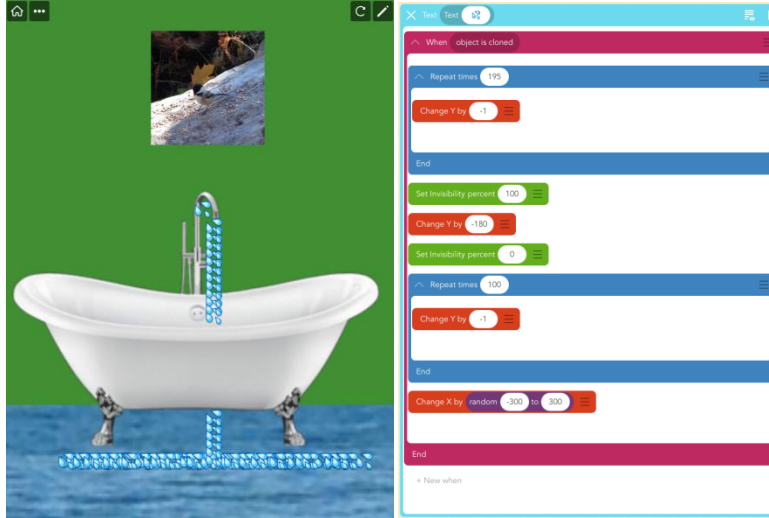 Text Text
When object is cloned
Repeat times 195
Change Y by -1
End
Set Invisibility percent 100
Change Y by -180
Set Invisibility percent 0
Repeat times 100
Change Y by -1
End
Change X by random -300 to 300
End
+ New when